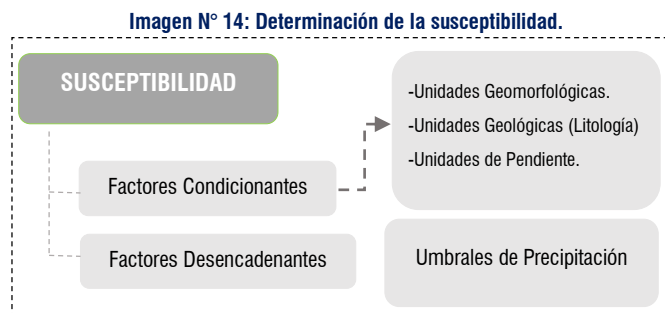 Imagen N° 14: Determinación de la susceptibilidad.
SUSCEPTIBILIDAD
Factores Condicionantes
-Unidades Geomorfológicas.
-Unidades Geológicas (Litología)
-Unidades de Pendiente.
Factores Desencadenantes
Umbrales de Precipitación